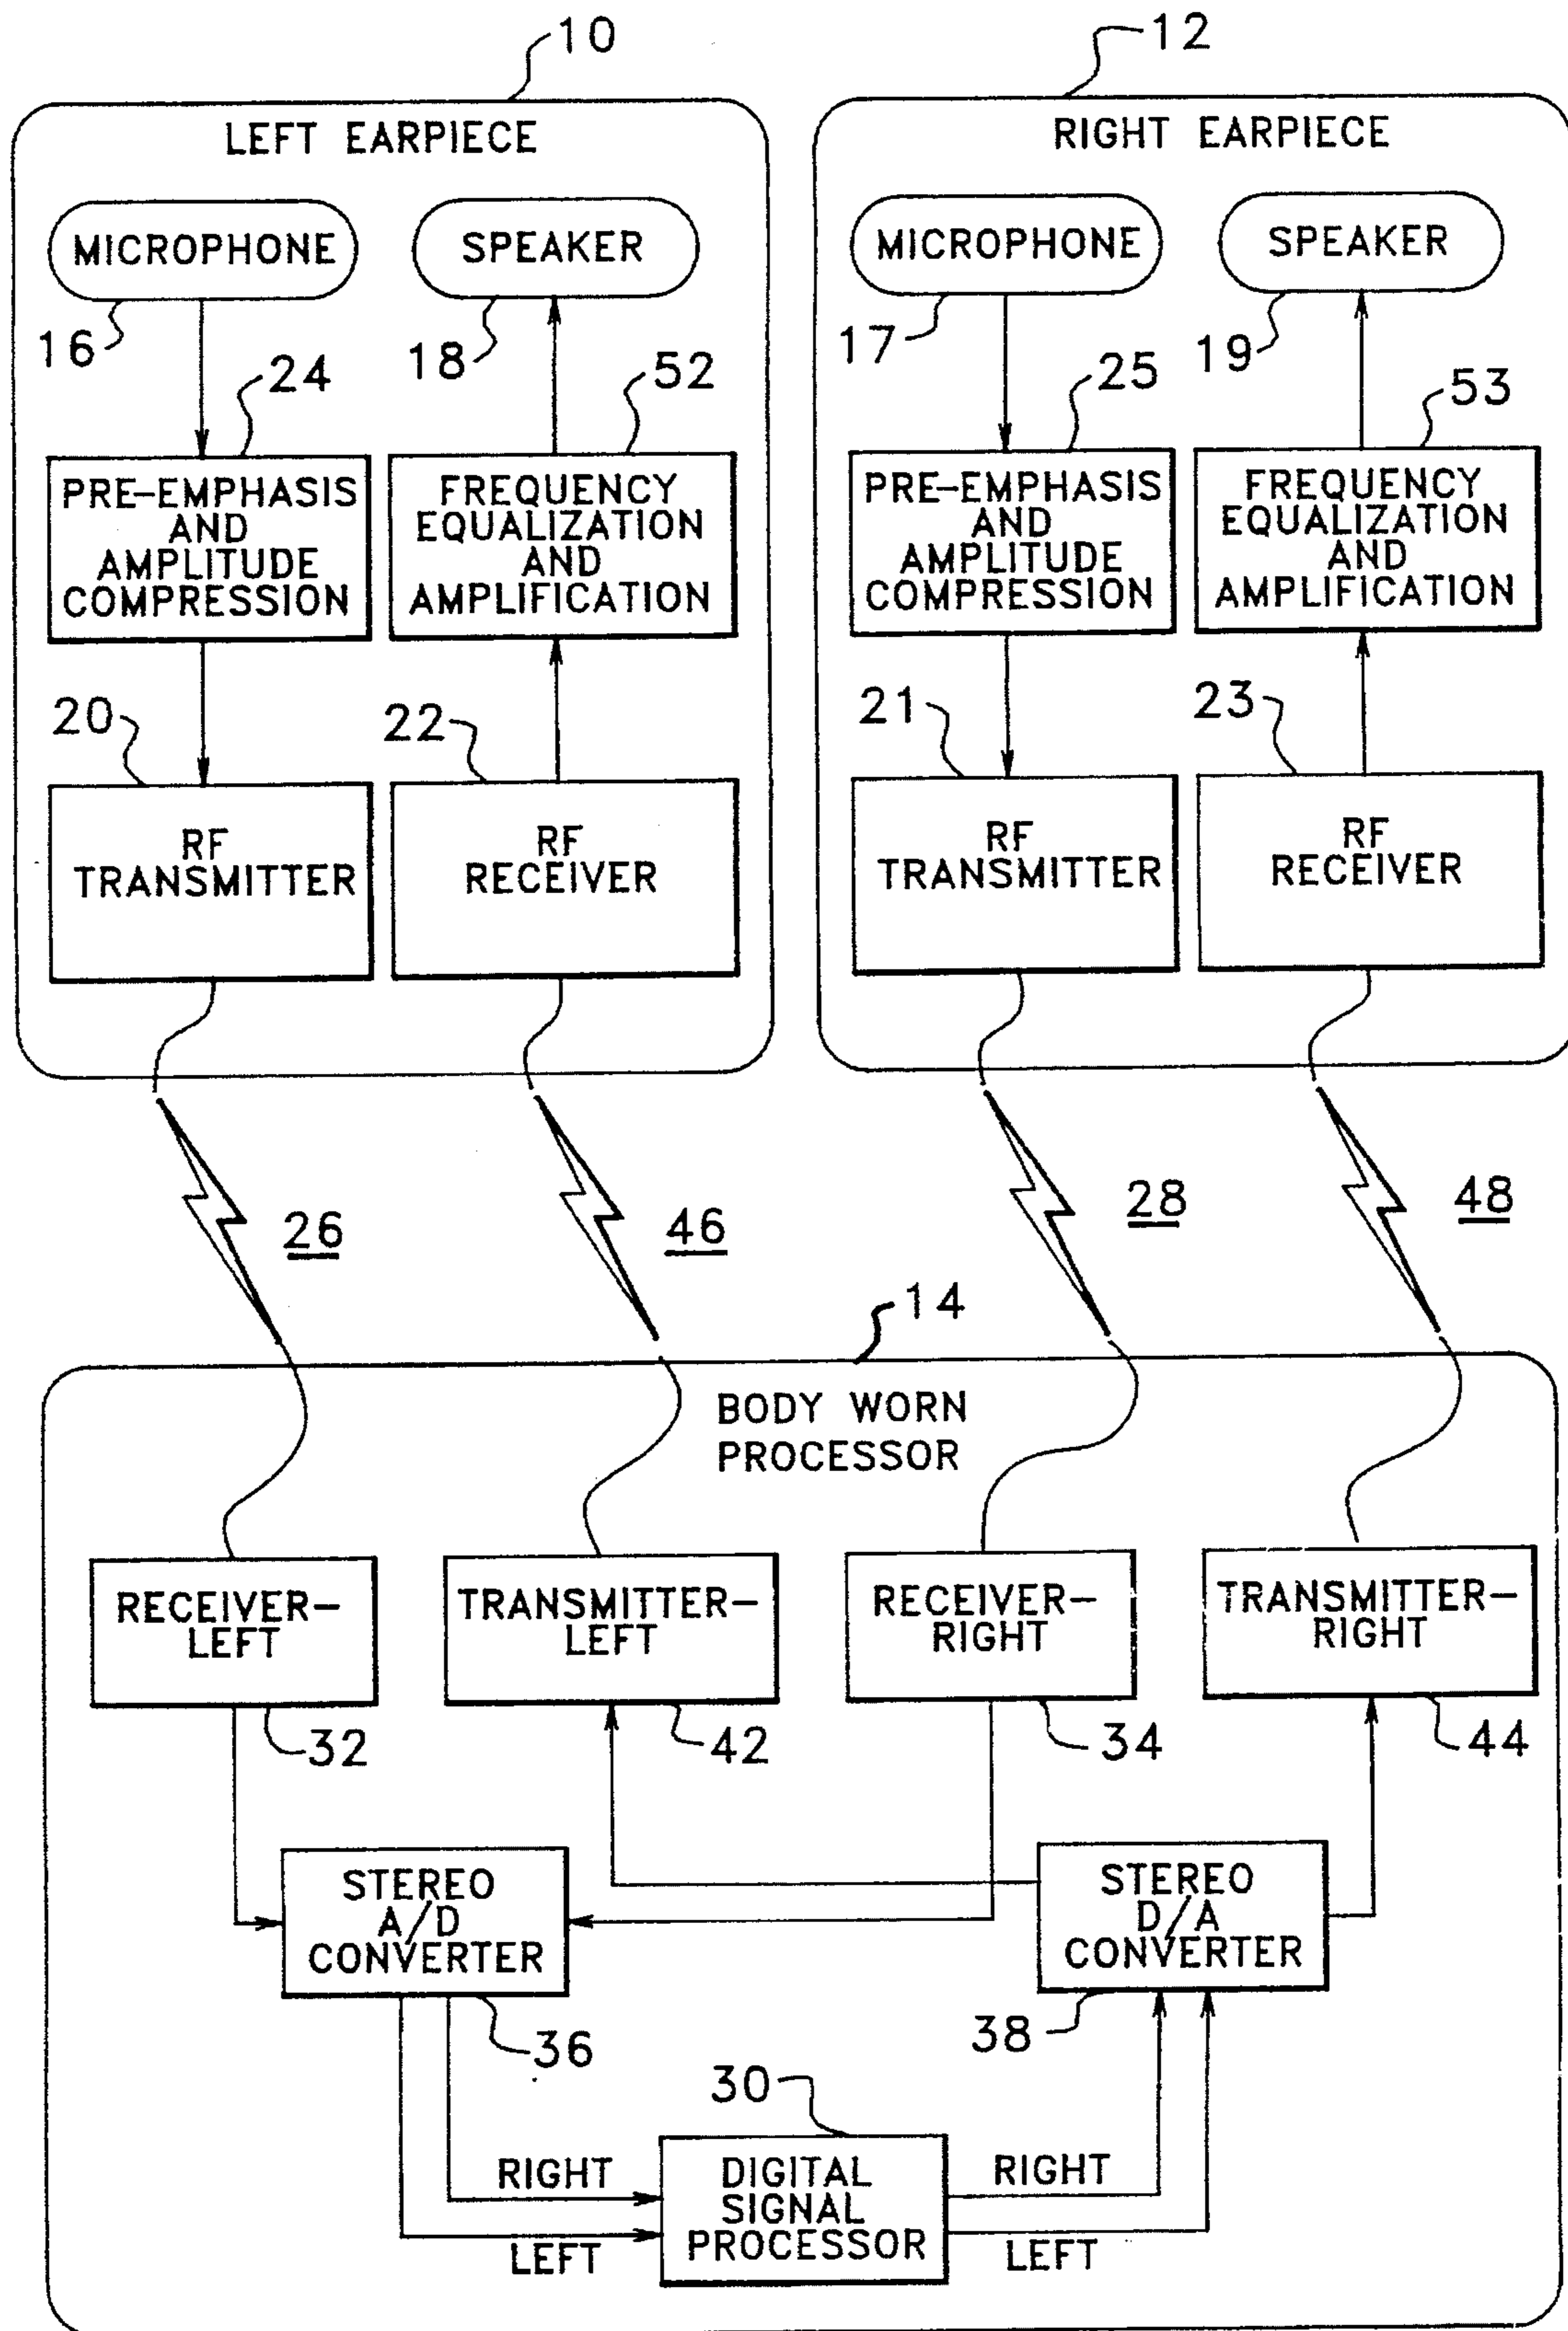 10
12
LEFT EARPIECE
RIGHT EARPIECE
MICROPHONE
SPEAKER
MICROPHONE
SPEAKER
16
18
17
19
24
52
25
53
PRE-EMPHASIS
AND
AMPLITUDE
COMPRESSION
FREQUENCY
EQUALIZATION
AND
AMPLIFICATION
PRE-EMPHASIS
AND
AMPLITUDE
COMPRESSION
FREQUENCY
EQUALIZATION
AND
AMPLIFICATION
20
22
21
23
RF
TRANSMITTER
RF
RECEIVER
RF
TRANSMITTER
RF
RECEIVER
26
46
28
48
14
BODY WORN
PROCESSOR
RECEIVER-
LEFT
TRANSMITTER-
LEFT
RECEIVER-
RIGHT
TRANSMITTER-
RIGHT
32
42
34
44
STEREO
A/D
CONVERTER
STEREO
D/A
CONVERTER
36
38
30
RIGHT
LEFT
DIGITAL
SIGNAL
PROCESSOR
RIGHT
LEFT